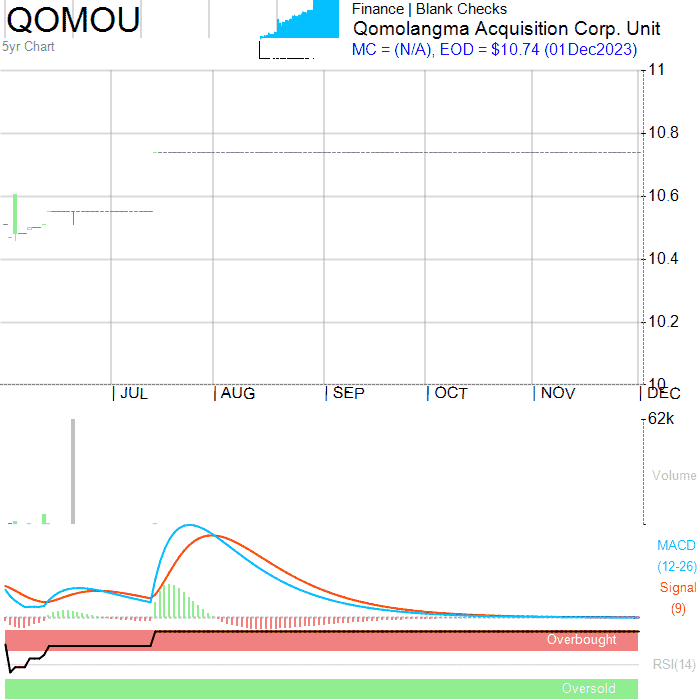 QOMOU
5yr Chart
Finance | Blank Checks
Qomolangma Acquisition Corp. Unit
MC = (N/A), EOD = $10.74 (01Dec2023)
11
10.8
10.6
10.4
10.2
10
| JUL | AUG | SEP | OCT | NOV | DEC
62k
Volume
MACD
(12-26)
Signal
(9)
Overbought
RSI(14)
Oversold